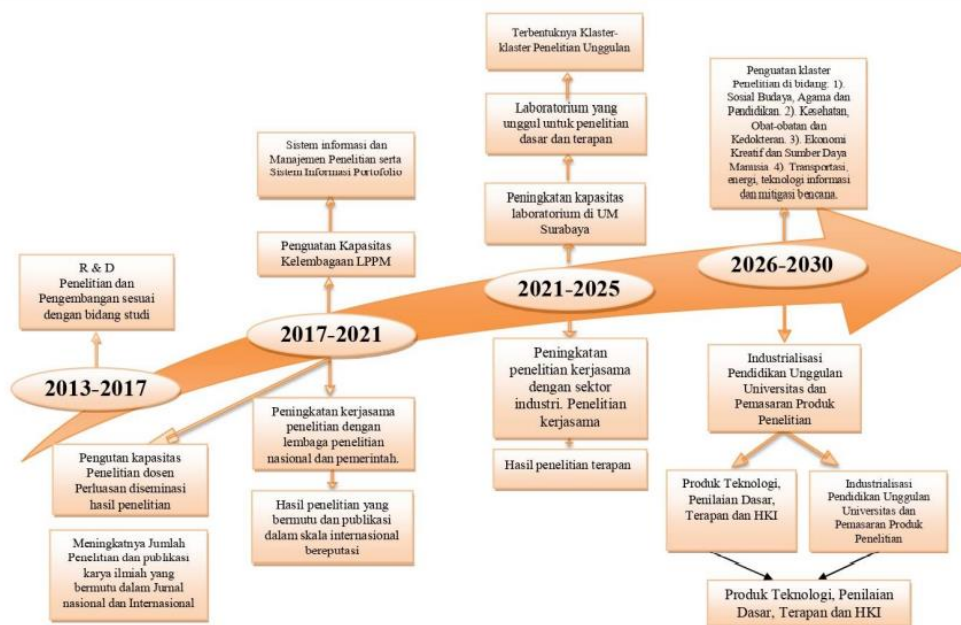 R & D
Penelitian dan
Pengembangan sesuai
dengan bidang studi
2013-2017
Sistem informasi dan
Manajemen Penelitian serta
Sistem Informasi Portofolio
Penguatan Kapasitas
Kelembagaan LPPM
2017-2021
Pengutan kapasitas
Penelitian dosen
Perluasan diseminasi
hasil penelitian
Meningkatnya Jumlah
Penelitian dan publikasi
karya ilmiah yang
bermutu dalam Jurnal
nasional dan Internasional
Peningkatan kerjasama
penelitian dengan
lembaga penelitian
nasional dan pemerintah.
Hasil penelitian yang
bermutu dan publikasi
dalam skala internasional
bereputasi
Terbentuknya Klaster-
klaster Penelitian Unggulan
Laboratorium yang
unggul untuk penelitian
dasar dan terapan
Peningkatan kapasitas
laboratorium di UM
Surabaya
2021-2025
Peningkatan
penelitian kerjasama
dengan sektor
industri. Penelitian
kerjasama
Hasil penelitian terapan
Penguatan klaster
Penelitian di bidang: 1).
Sosial Budaya, Agama dan
Pendidikan. 2). Kesehatan,
Obat-obatan dan
Kedokteran. 3). Ekonomi
Kreatif dan Sumber Daya
Manusia. 4). Transportasi,
energi, teknologi informasi
dan mitigasi bencana.
2026-2030
Industrialisasi
Pendidikan Unggulan
Universitas dan
Pemasaran Produk
Penelitian
Produk Teknologi,
Penilaian Dasar,
Terapan dan HKI
Industrialisasi
Pendidikan Unggulan
Universitas dan
Pemasaran Produk
Penelitian
Produk Teknologi, Penilaian
Dasar, Terapan dan HKI